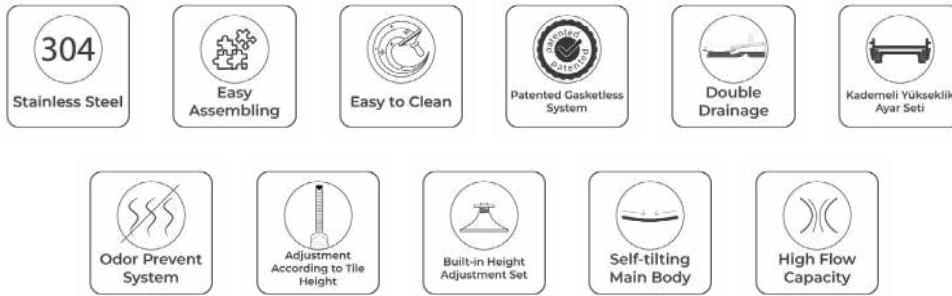 304
Stainless Steel
Easy
Assembling
Easy to Clean
patented
patented
Patented Gasketless
System
Double
Drainage
Kademeli Yükseklik
Ayar Seti
Odor Prevent
System
Adjustment
According to Tile
Height
Built-in Height
Adjustment Set
Self-tilting
Main Body
High Flow
Capacity